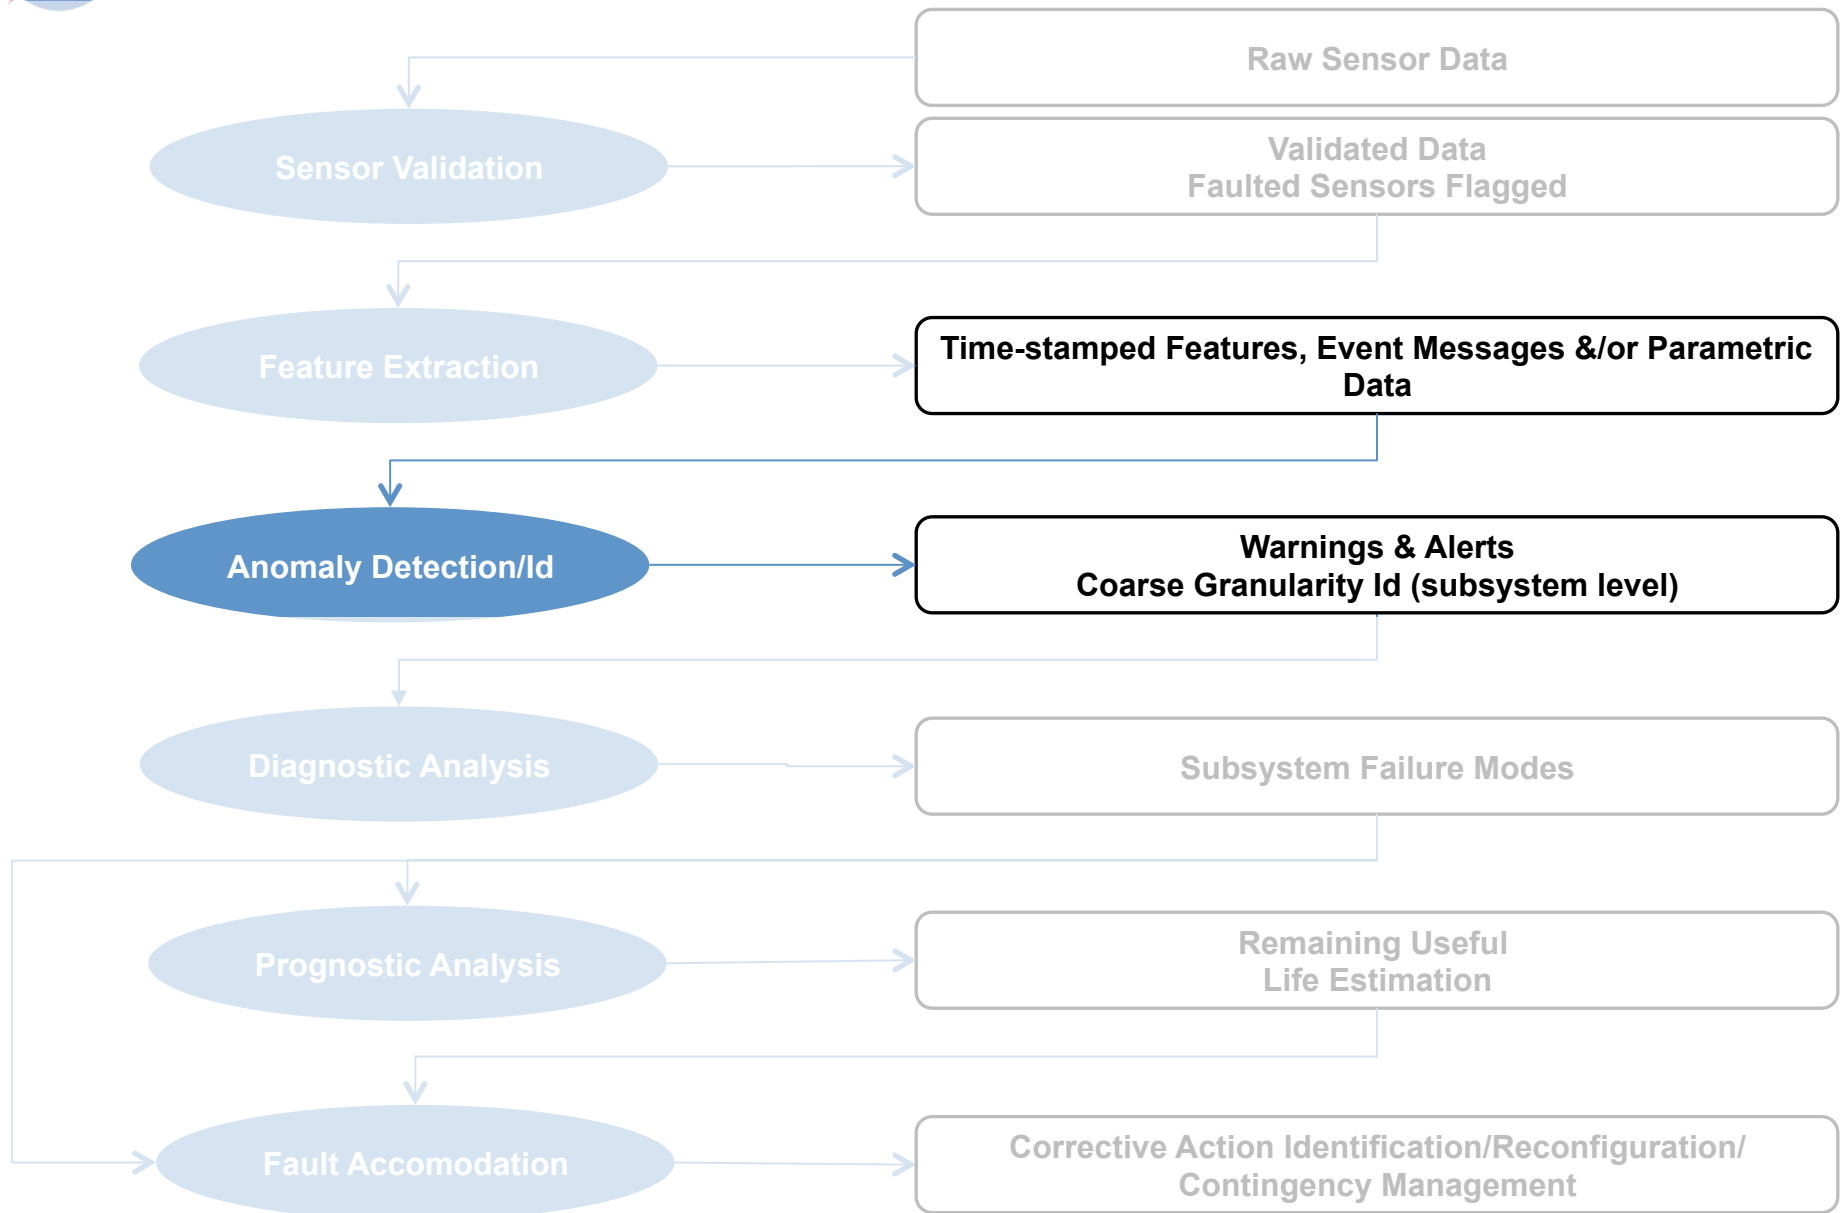 Raw Sensor Data
Sensor Validation
Validated Data
Faulted Sensors Flagged
Feature Extraction
Time-stamped Features, Event Messages &/or Parametric
Data
Anomaly Detection/Id
Warnings & Alerts
Coarse Granularity Id (subsystem level)
Diagnostic Analysis
Subsystem Failure Modes
Prognostic Analysis
Remaining Useful
Life Estimation
Fault Accomodation
Corrective Action Identification/Reconfiguration/
Contingency Management